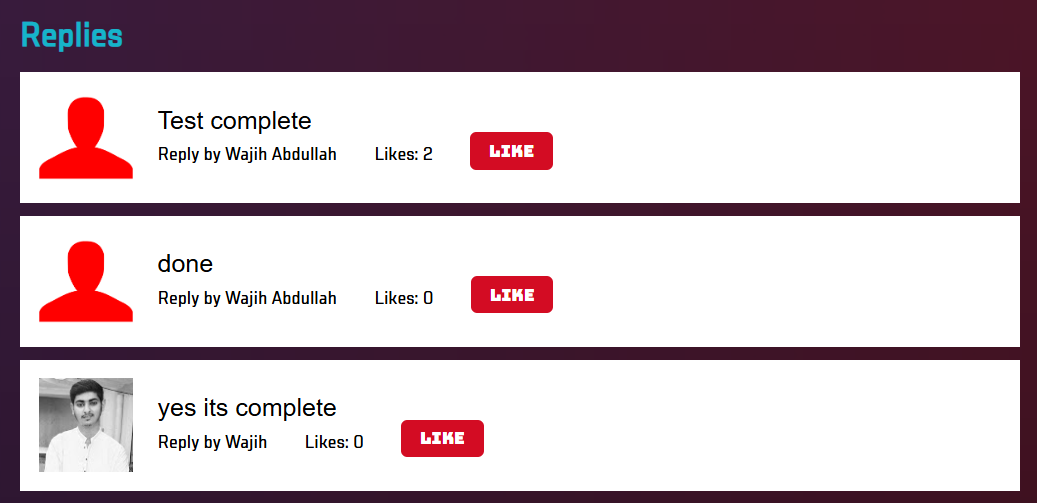 Replies
Test complete
Reply by Wajih Abdullah Likes: 2 LIKE
done
Reply by Wajih Abdullah Likes: 0 LIKE
yes its complete
Reply by Wajih Likes: 0 LIKE